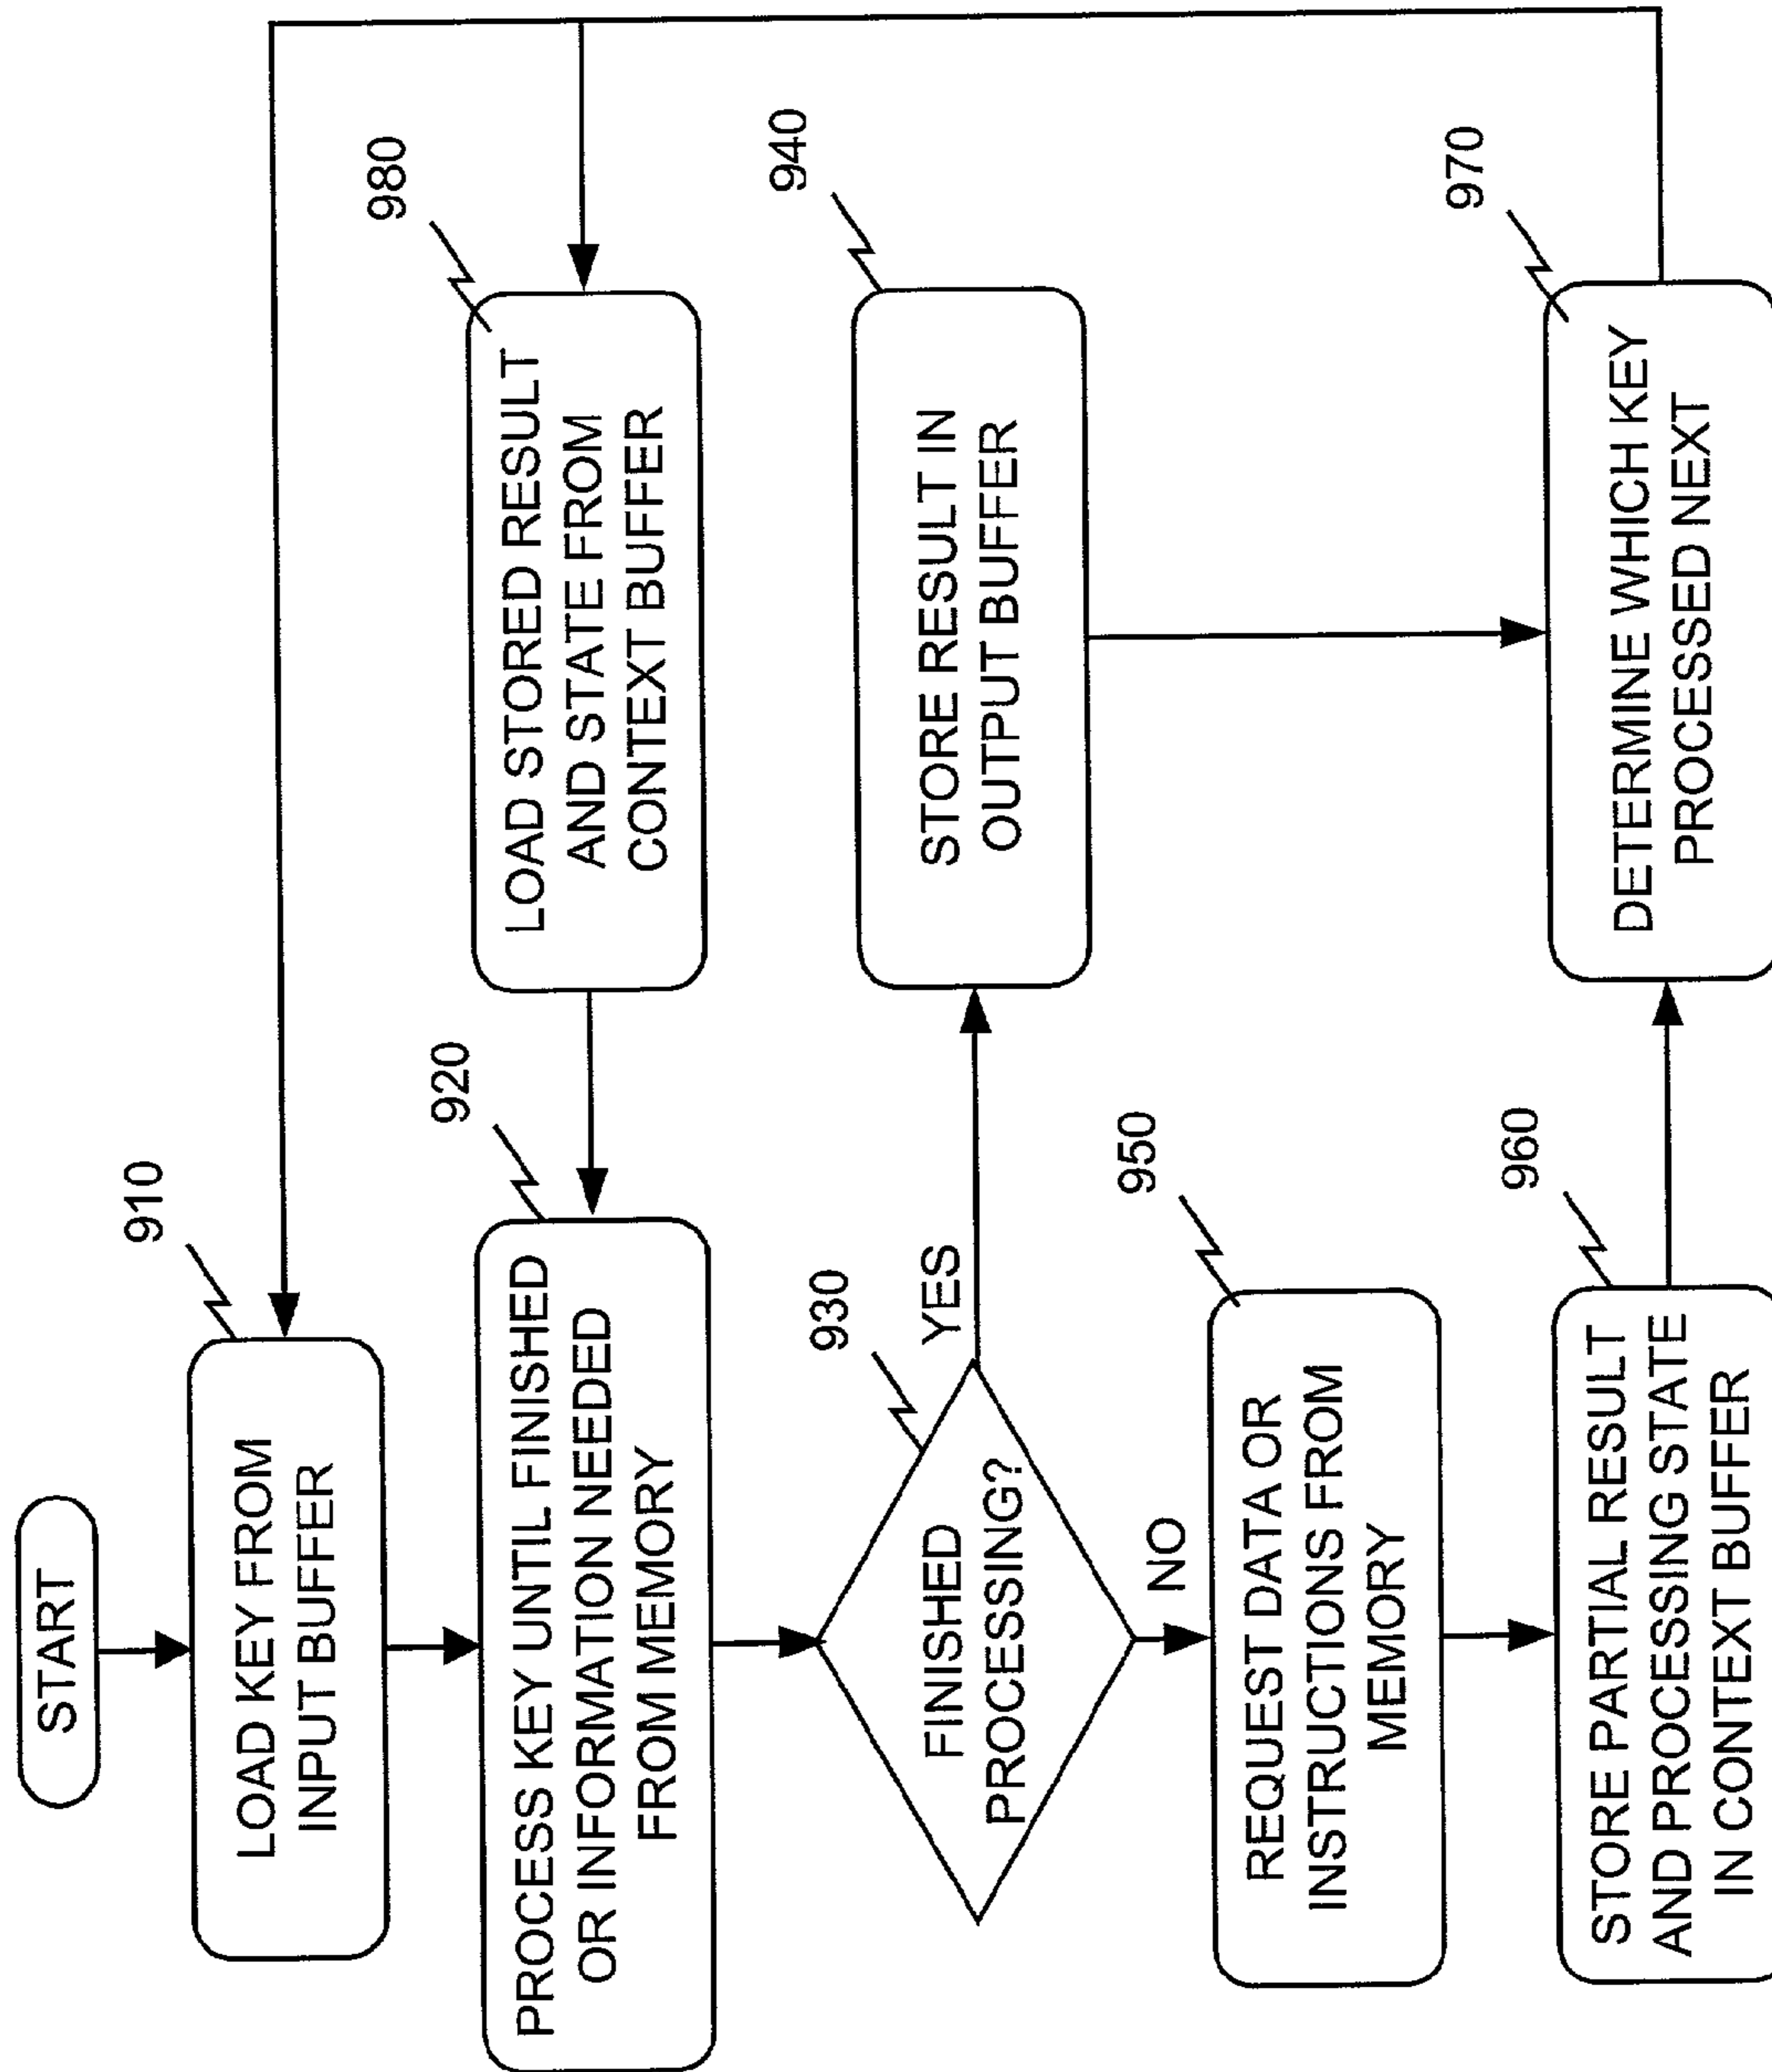 START
910
LOAD KEY FROM
INPUT BUFFER
920
PROCESS KEY UNTIL FINISHED
OR INFORMATION NEEDED
FROM MEMORY
980
LOAD STORED RESULT
AND STATE FROM
CONTEXT BUFFER
930
FINISHED
PROCESSING?
YES
NO
940
STORE RESULT IN
OUTPUT BUFFER
950
REQUEST DATA OR
INSTRUCTIONS FROM
MEMORY
960
STORE PARTIAL RESULT
AND PROCESSING STATE
IN CONTEXT BUFFER
970
DETERMINE WHICH KEY
PROCESSED NEXT